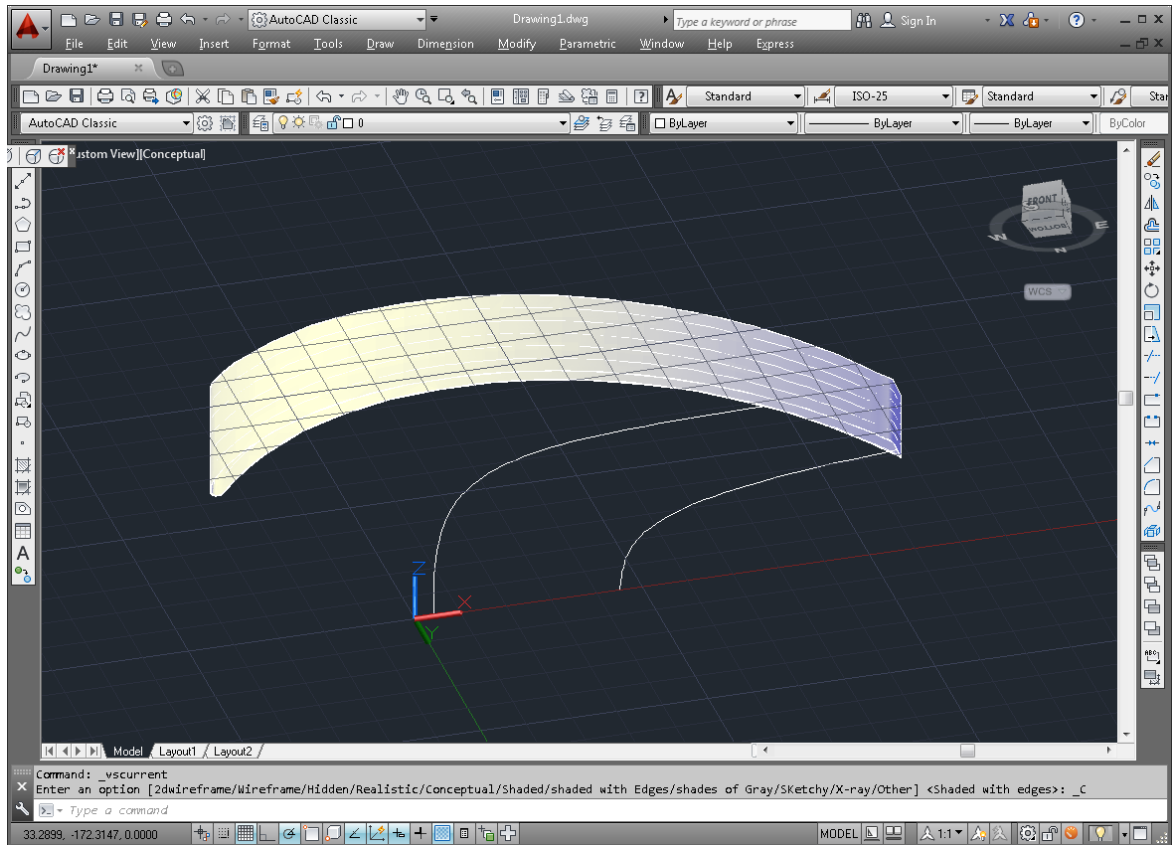 AutoCAD Classic Drawing1.dwg Type a keyword or phrase Sign In
File Edit View Insert Format Tools Draw Dimension Modify Parametric Window Help Express
Drawing1*
Standard ISO-25 Standard Star
AutoCAD Classic 0 ByLayer ByLayer ByLayer ByColor
ustom View][Conceptual]
FRONT
S
BOTTOM
W E
N
WCS
Z
X
Y
A
ABC
Model Layout1 Layout2
Command: _vscurrent
Enter an option [2dwireframe/Wireframe/Hidden/Realistic/Conceptual/Shaded/shaded with Edges/shades of Gray/SKetchy/X-ray/Other] <Shaded with edges>: _C
Type a command
33.2899, -172.3147, 0.0000 MODEL 1:1